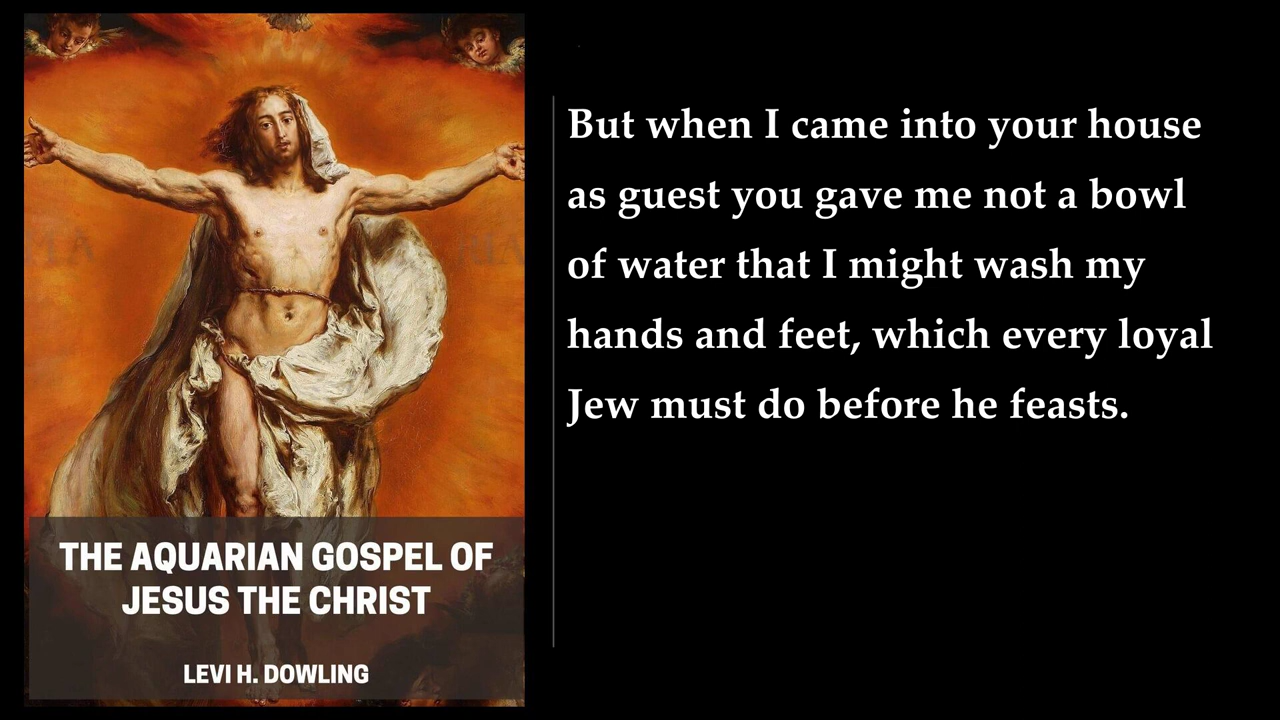 THE AQUARIAN GOSPEL OF
JESUS THE CHRIST
LEVI H. DOWLING
But when I came into your house
as guest you gave me not a bowl
of water that I might wash my
hands and feet, which every loyal
Jew must do before he feasts.